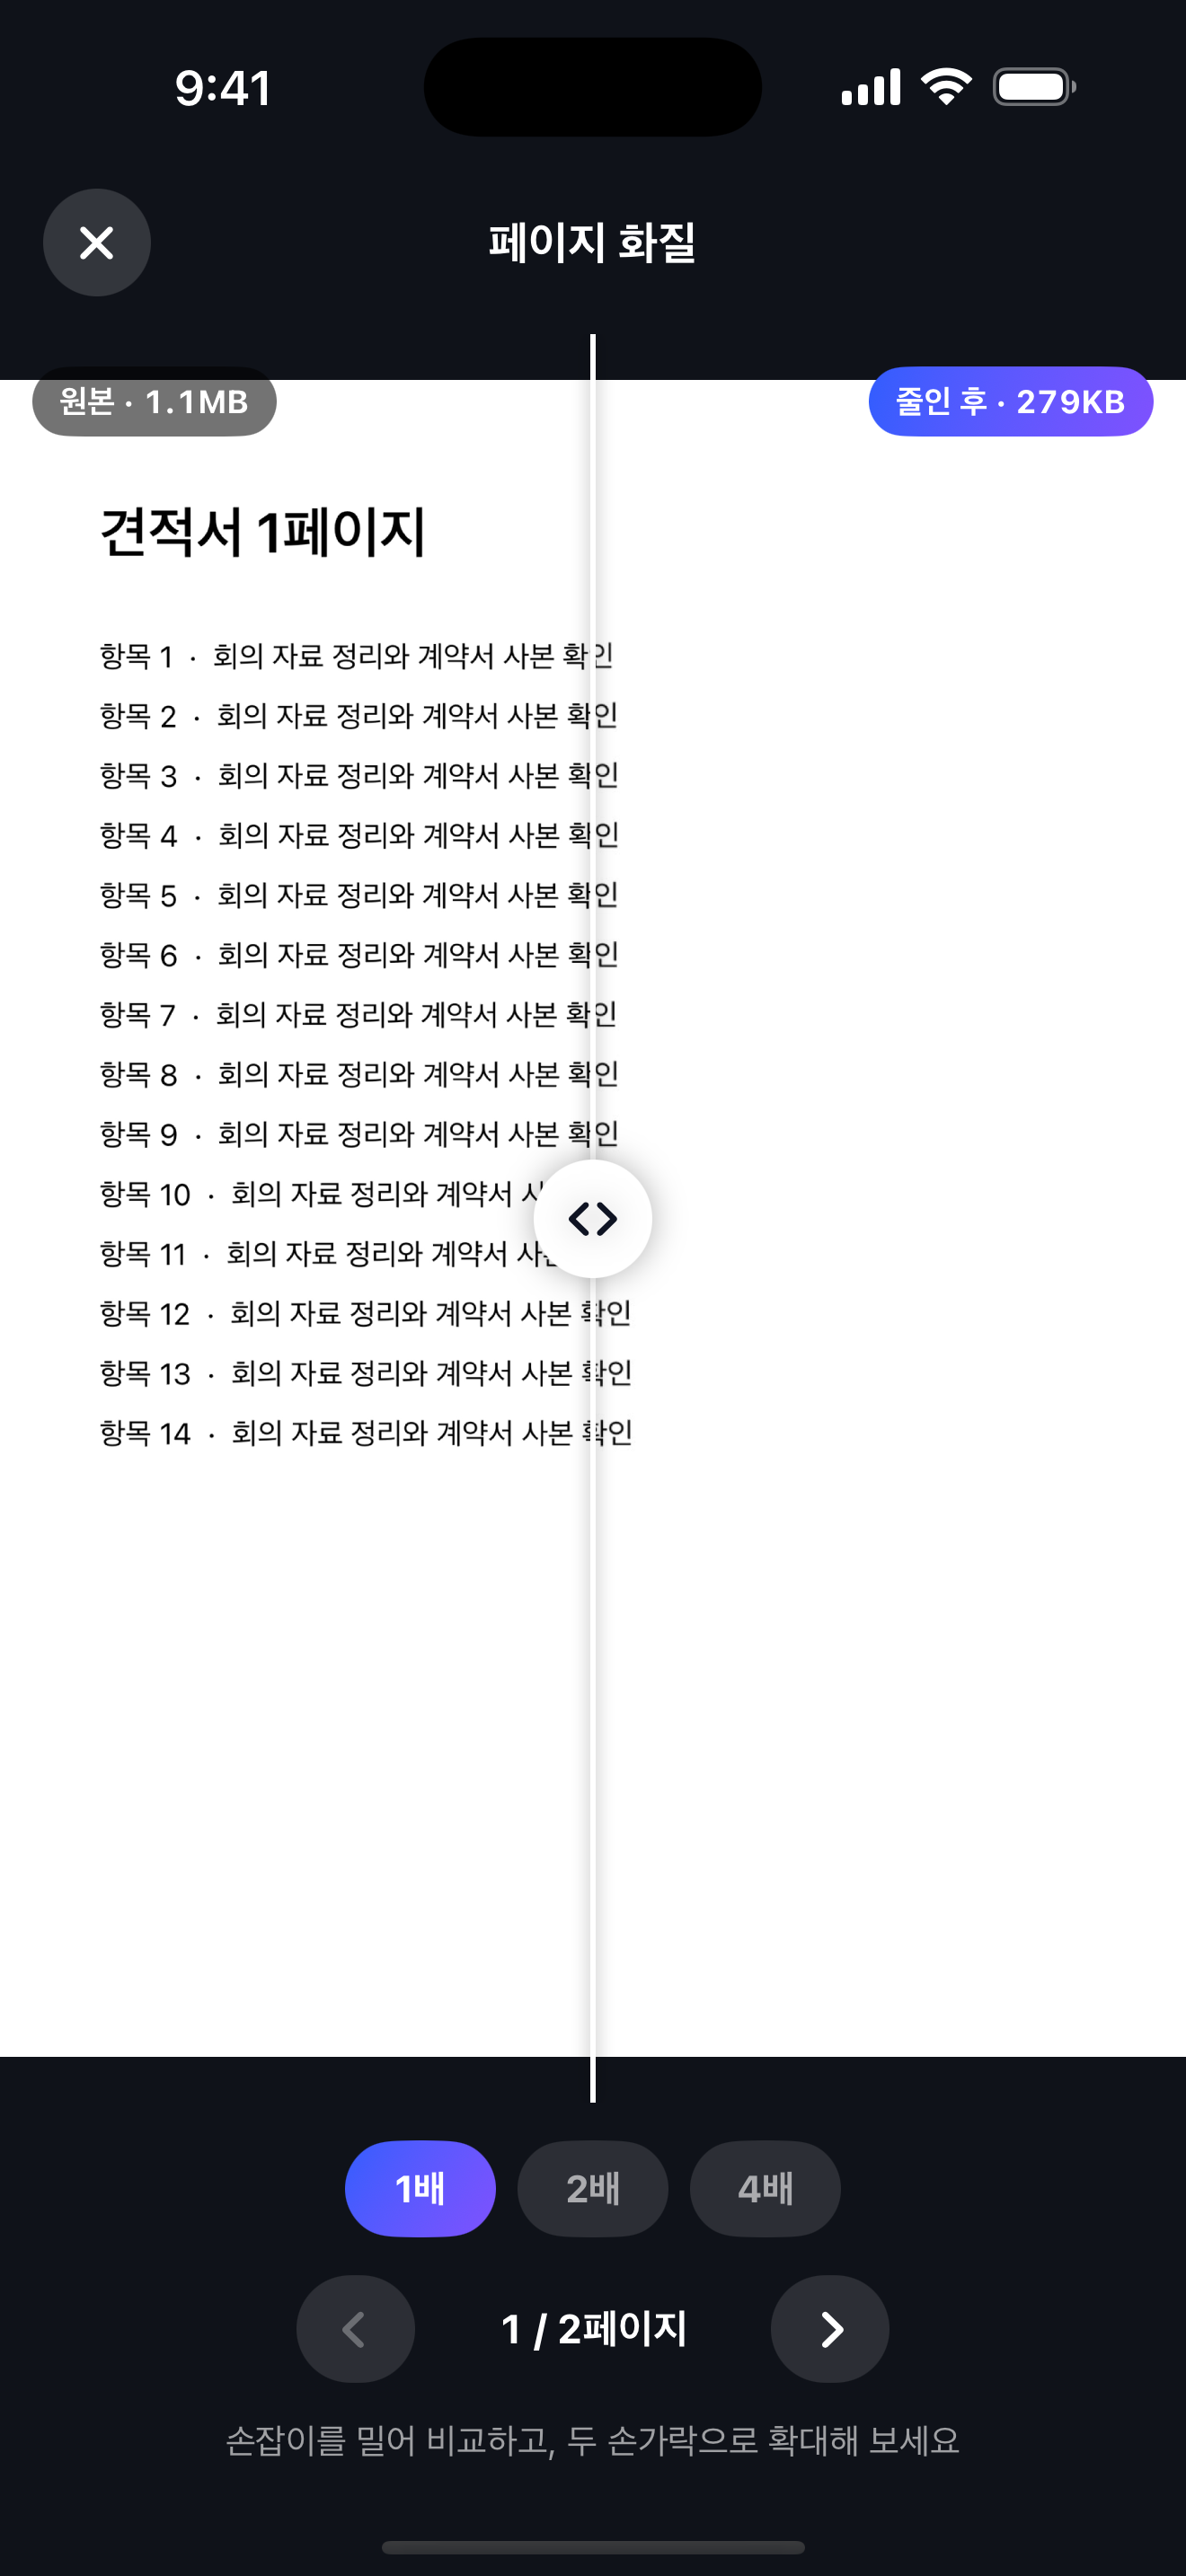 9:41
페이지 화질
원본 · 1.1MB
줄인 후 · 279KB
견적서 1페이지
항목 1 · 회의 자료 정리와 계약서 사본 확인
항목 2 · 회의 자료 정리와 계약서 사본 확인
항목 3 · 회의 자료 정리와 계약서 사본 확인
항목 4 · 회의 자료 정리와 계약서 사본 확인
항목 5 · 회의 자료 정리와 계약서 사본 확인
항목 6 · 회의 자료 정리와 계약서 사본 확인
항목 7 · 회의 자료 정리와 계약서 사본 확인
항목 8 · 회의 자료 정리와 계약서 사본 확인
항목 9 · 회의 자료 정리와 계약서 사본 확인
항목 10 · 회의 자료 정리와 계약서
항목 11 · 회의 자료 정리와 계약서
항목 12 · 회의 자료 정리와 계약서 사본 확인
항목 13 · 회의 자료 정리와 계약서 사본 확인
항목 14 · 회의 자료 정리와 계약서 사본 확인
1배
2배
4배
1 / 2페이지
손잡이를 밀어 비교하고, 두 손가락으로 확대해 보세요